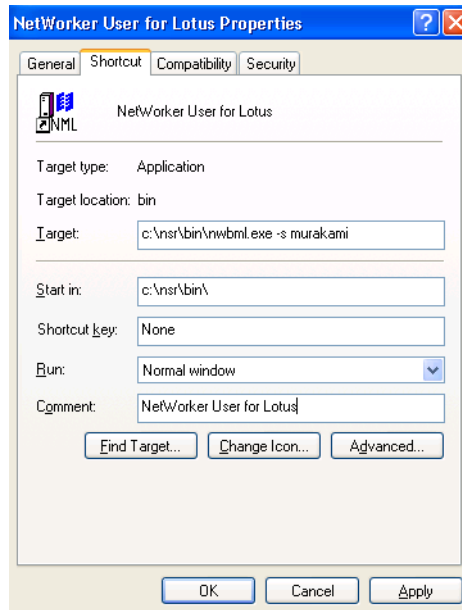 NetWorker User for Lotus Properties
General Shortcut Compatibility Security
NML
NetWorker User for Lotus
Target type: Application
Target location: bin
Target: c:\nsr\bin\nwbml.exe -s murakami
Start in: c:\nsr\bin\
Shortcut key: None
Run: Normal window
Comment: NetWorker User for Lotus
Find Target... Change Icon... Advanced...
OK Cancel Apply